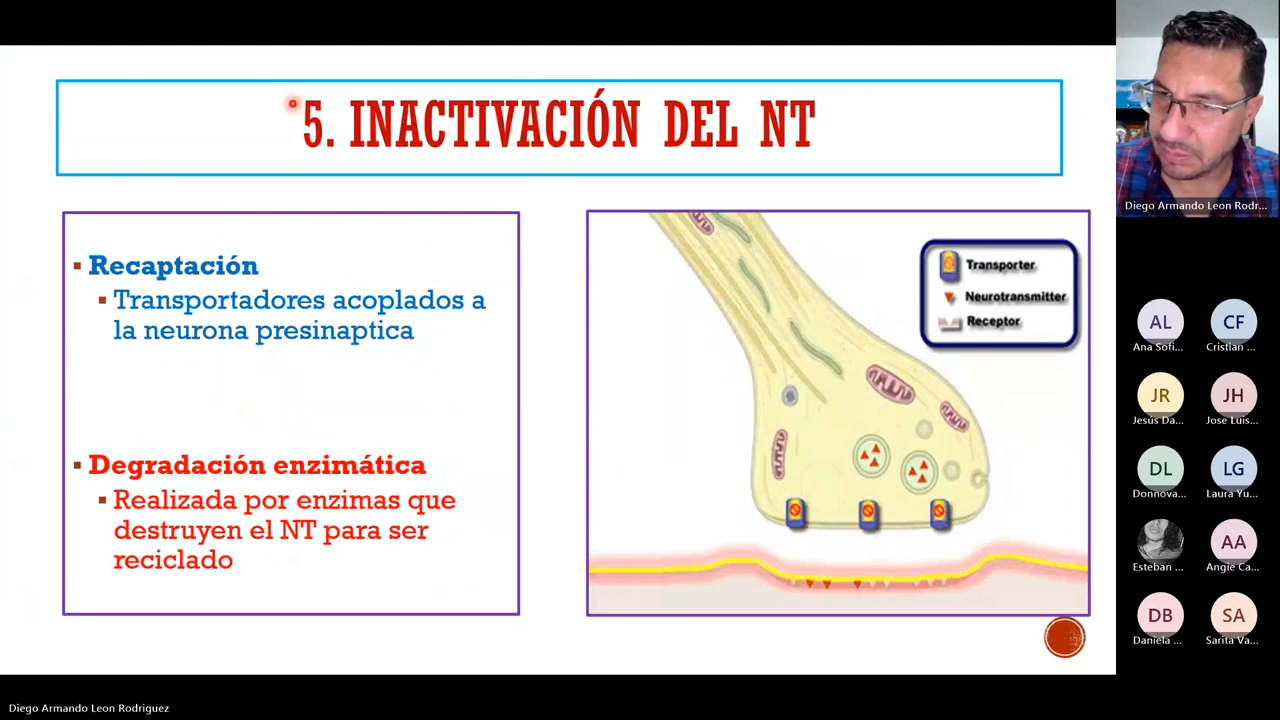 5. INACTIVACIÓN DEL NT
▪ Recaptación
▪ Transportadores acoplados a
la neurona presinaptica
▪ Degradación enzimática
▪ Realizada por enzimas que
destruyen el NT para ser
reciclado
Transporter
Neurotransmitter
Receptor
Diego Armando Leon Rodr...
AL
CF
Ana Sofi...
Cristian ...
JR
JH
Jesús Da...
Jose Luis...
DL
LG
Donnova...
Laura Yu...
AA
Esteban ...
Angie Ca...
DB
SA
Daniela ...
Sarita Va...
Diego Armando Leon Rodriguez